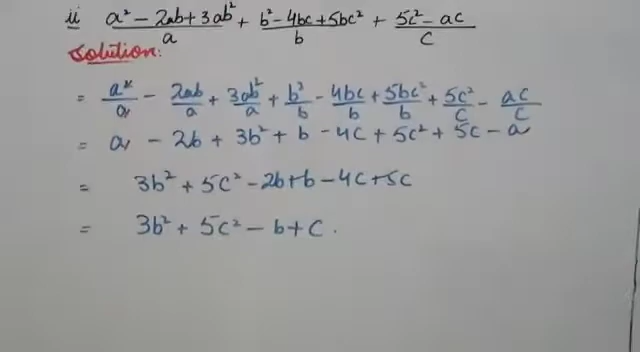 ii (a² - 2ab + 3ab²)/a + (b² - 4bc + 5bc²)/b + (5c² - ac)/c
Solution:
= a²/a - 2ab/a + 3ab²/a + b²/b - 4bc/b + 5bc²/b + 5c²/c - ac/c
= a - 2b + 3b² + b - 4c + 5c² + 5c - a
= 3b² + 5c² - 2b + b - 4c + 5c
= 3b² + 5c² - b + c.